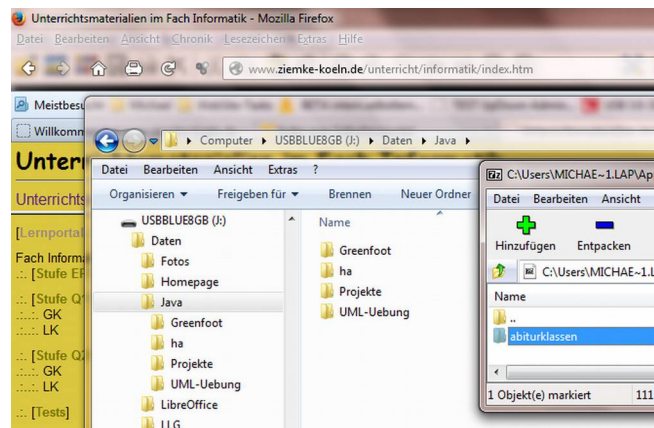 Unterrichtsmaterialien im Fach Informatik - Mozilla Firefox
Datei Bearbeiten Ansicht Chronik Lesezeichen Extras Hilfe
www.ziemke-koeln.de/unterricht/informatik/index.htm
Meistbesu
Willkomm
Computer USBBLUE8GB (J:) Daten Java
Datei Bearbeiten Ansicht Extras ?
Organisieren Freigeben für Brennen Neuer Ordner
USBBLUE8GB (J:)
Daten
Fotos
Homepage
Java
Greenfoot
ha
Projekte
UML-Uebung
LibreOffice
LLG
Name
Greenfoot
ha
Projekte
UML-Uebung
C:\Users\MICHAE~1.LAP\Ap
Datei Bearbeiten Ansicht
Hinzufügen Entpacken
C:\Users\MICHAE~1.L
Name
..
abiturklassen
1 Objekt(e) markiert 111
Unter
Unterrichts
[Lernportal
Fach Informa
.:. [Stufe EF
.:. [Stufe Q1
.:..:. GK
.:..:. LK
.:. [Stufe Q2
.:..:. GK
.:..:. LK
.:. [Tests]